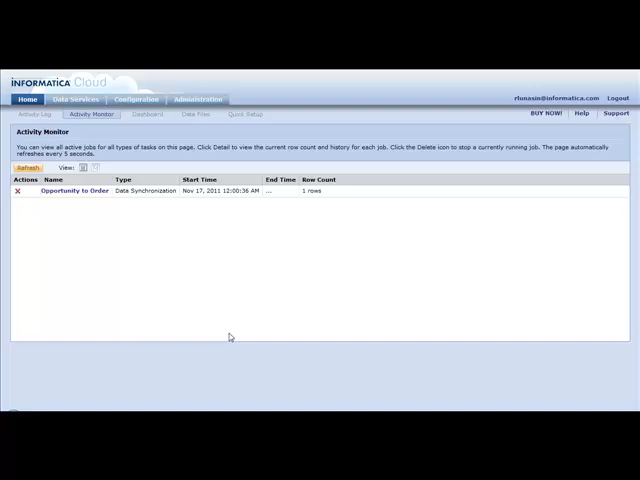 INFORMATICA Cloud
Home Data Services Configuration Administration rlunasin@informatica.com Logout
Activity Log Activity Monitor Dashboard Data Files Quick Setup BUY NOW! Help Support
Activity Monitor
You can view all active jobs for all types of tasks on this page. Click Detail to view the current row count and history for each job. Click the Delete icon to stop a currently running job. The page automatically
refreshes every 5 seconds.
Refresh View:
Actions Name Type Start Time End Time Row Count
Opportunity to Order Data Synchronization Nov 17, 2011 12:00:36 AM ... 1 rows